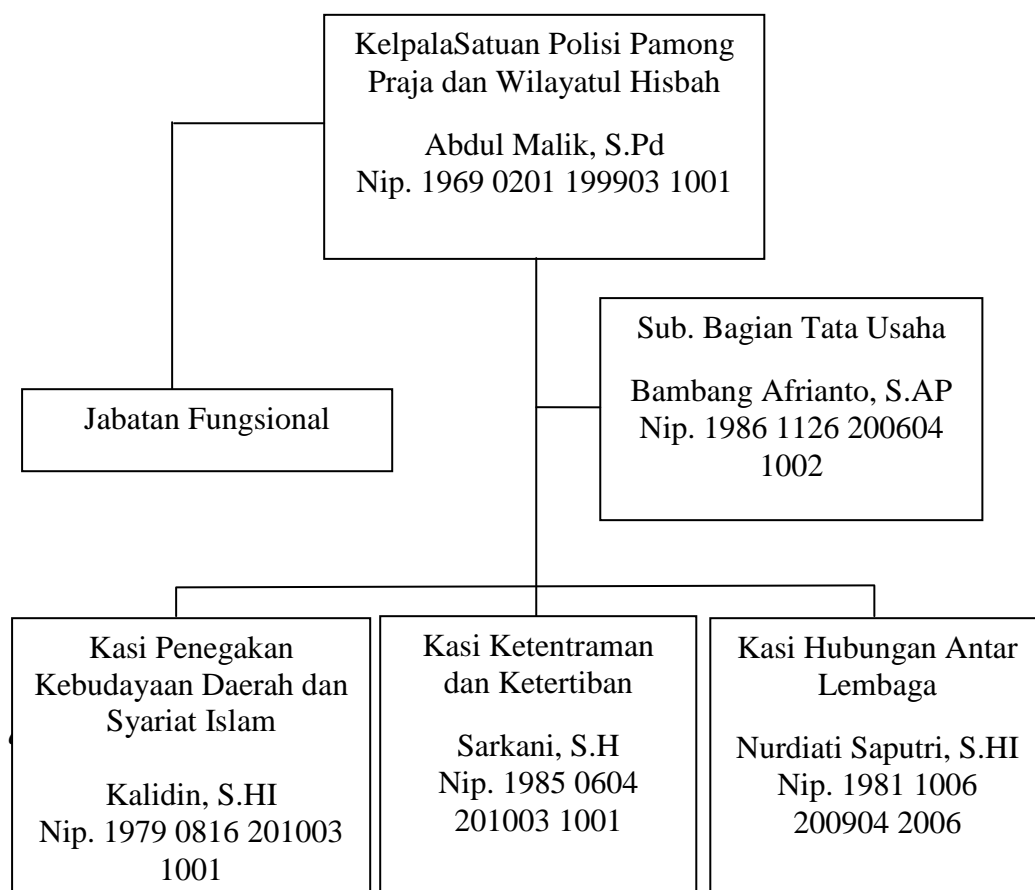 KelpalaSatuan Polisi Pamong
Praja dan Wilayatul Hisbah
Abdul Malik, S.Pd
Nip. 1969 0201 199903 1001
Sub. Bagian Tata Usaha
Bambang Afrianto, S.AP
Nip. 1986 1126 200604
1002
Jabatan Fungsional
Kasi Penegakan
Kebudayaan Daerah dan
Syariat Islam
Kalidin, S.HI
Nip. 1979 0816 201003
1001
Kasi Ketentraman
dan Ketertiban
Sarkani, S.H
Nip. 1985 0604
201003 1001
Kasi Hubungan Antar
Lembaga
Nurdiati Saputri, S.HI
Nip. 1981 1006
200904 2006